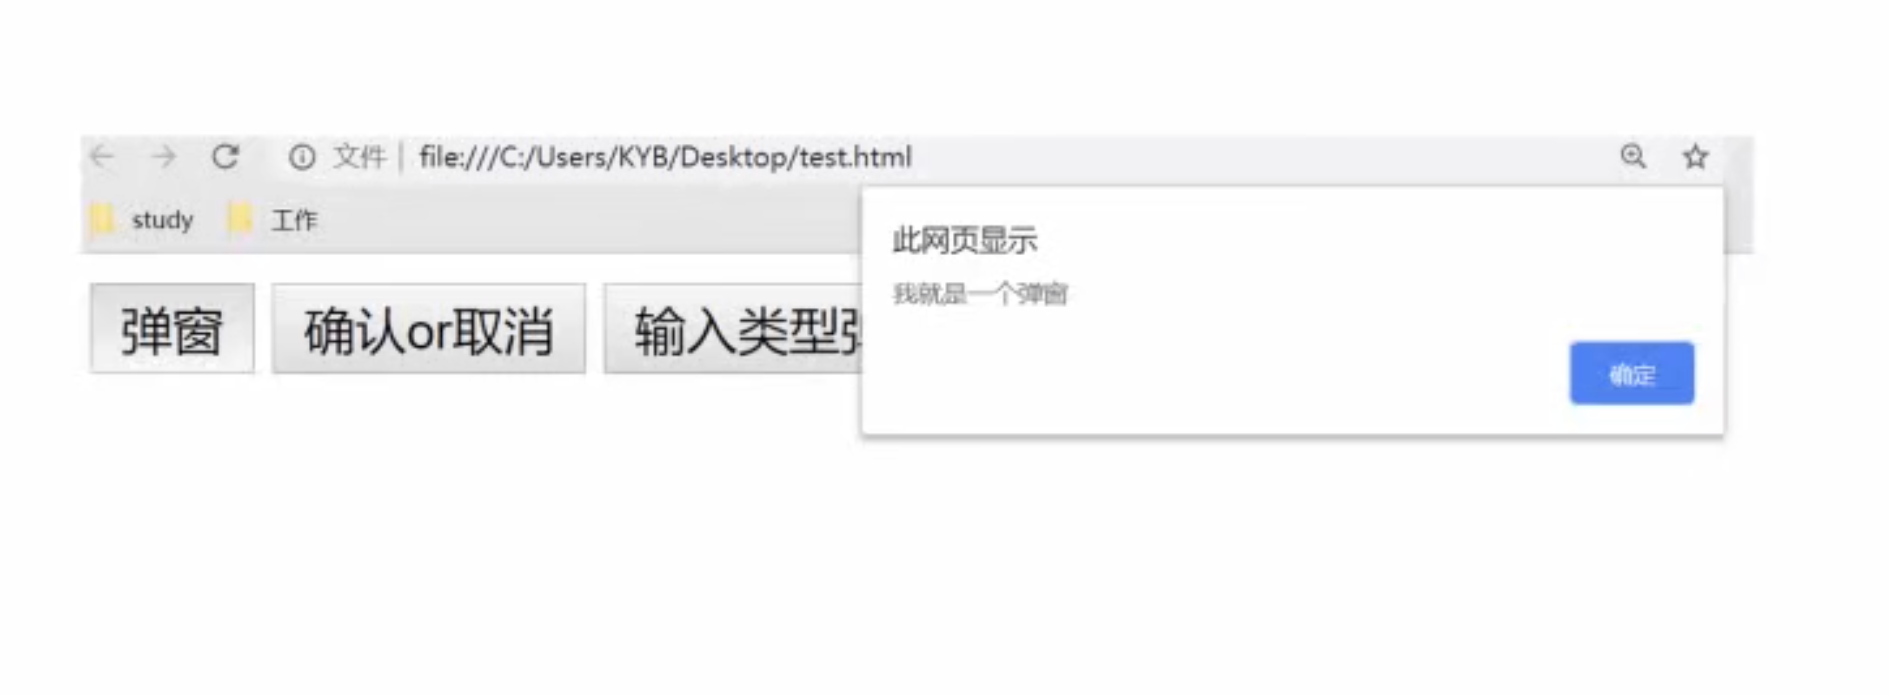 文件 | file:///C:/Users/KYB/Desktop/test.html
study 工作
此网页显示
我就是一个弹窗
确定
弹窗 确认or取消 输入类型